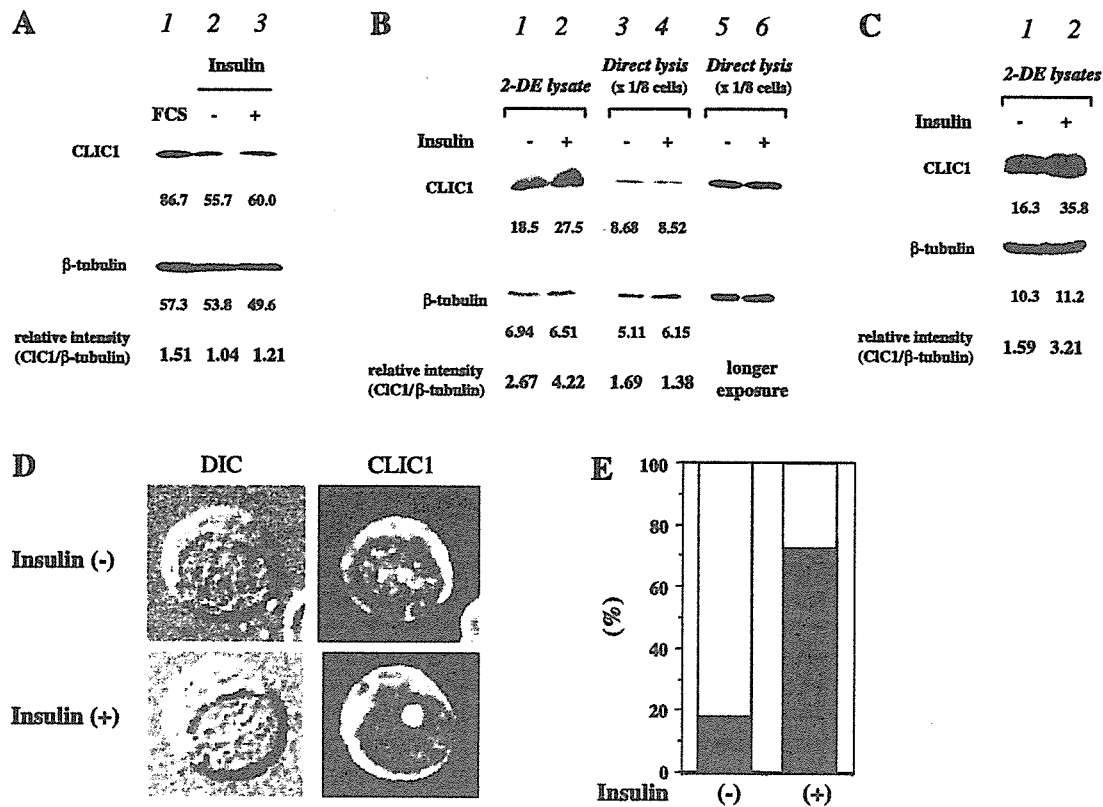 A
1 2 3
Insulin
FCS - +
CLIC1
86.7 55.7 60.0
β-tubulin
57.3 53.8 49.6
relative intensity
(ClC1/β-tubulin) 1.51 1.04 1.21
B
1 2 3 4 5 6
2-DE lysate Direct lysis Direct lysis
(x 1/8 cells) (x 1/8 cells)
Insulin - + - + - +
CLIC1
18.5 27.5 8.68 8.52
β-tubulin
6.94 6.51 5.11 6.15
relative intensity
(ClC1/β-tubulin) 2.67 4.22 1.69 1.38
longer
exposure
C
1 2
2-DE lysates
Insulin - +
CLIC1
16.3 35.8
β-tubulin
10.3 11.2
relative intensity
(ClC1/β-tubulin) 1.59 3.21
D
DIC CLIC1
Insulin (-)
Insulin (+)
E
100
80
60
40
20
0
(%)
Insulin (-) (+)